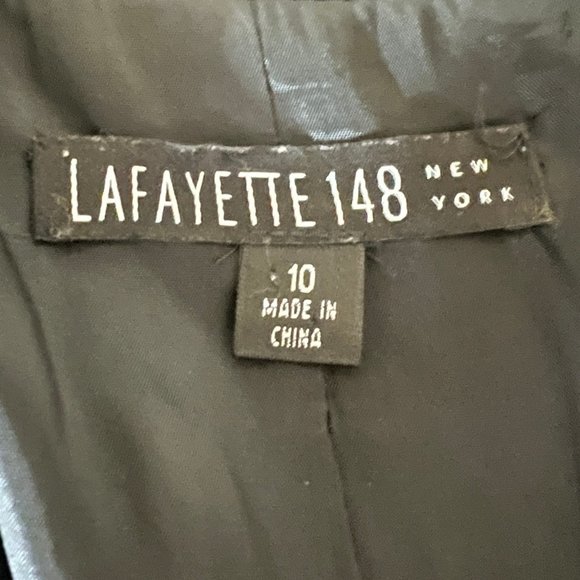 LAFAYETTE 148 NEW YORK
10
MADE IN
CHINA